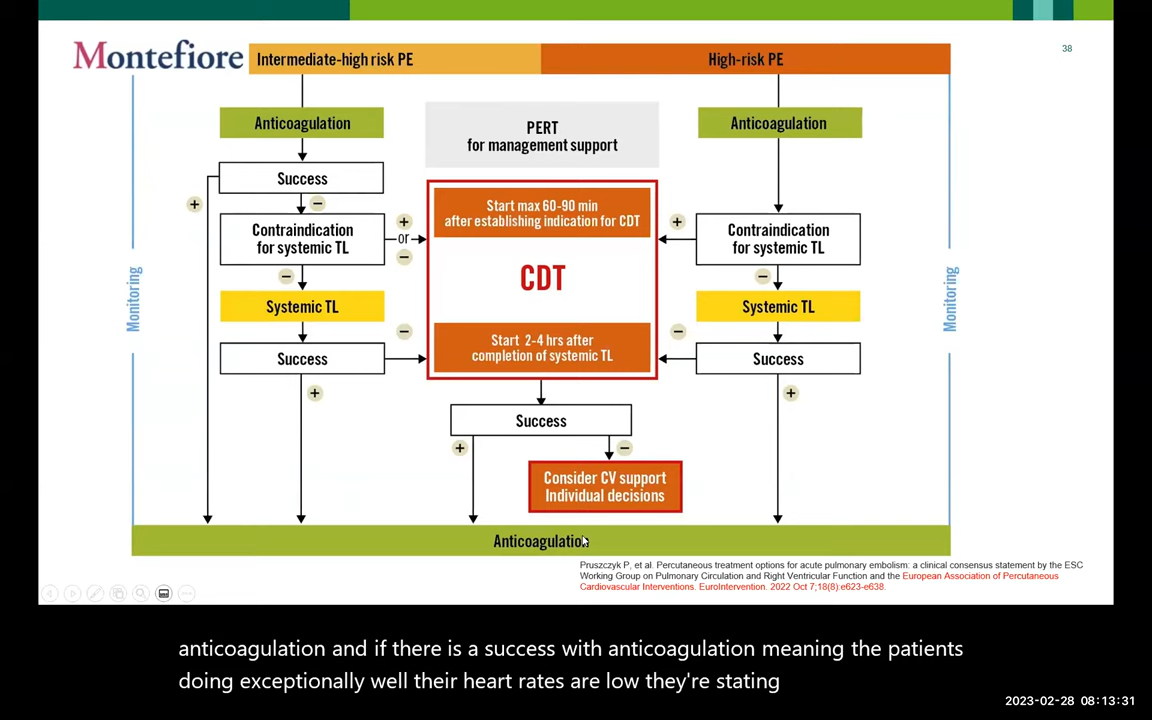 Montefiore
38
Intermediate-high risk PE
High-risk PE
Anticoagulation
PERT
for management support
Anticoagulation
Success
+
−
Start max 60-90 min
after establishing indication for CDT
Contraindication
for systemic TL
+
or
−
+
Contraindication
for systemic TL
CDT
Monitoring
Monitoring
−
−
Systemic TL
Systemic TL
−
−
Start 2-4 hrs after
completion of systemic TL
Success
Success
+
+
Success
+
−
Consider CV support
Individual decisions
Anticoagulation
Pruszczyk P, et al. Percutaneous treatment options for acute pulmonary embolism: a clinical consensus statement by the ESC
Working Group on Pulmonary Circulation and Right Ventricular Function and the European Association of Percutaneous
Cardiovascular Interventions. EuroIntervention. 2022 Oct 7;18(8):e623-e638.
anticoagulation and if there is a success with anticoagulation meaning the patients
doing exceptionally well their heart rates are low they're stating
2023-02-28 08:13:31